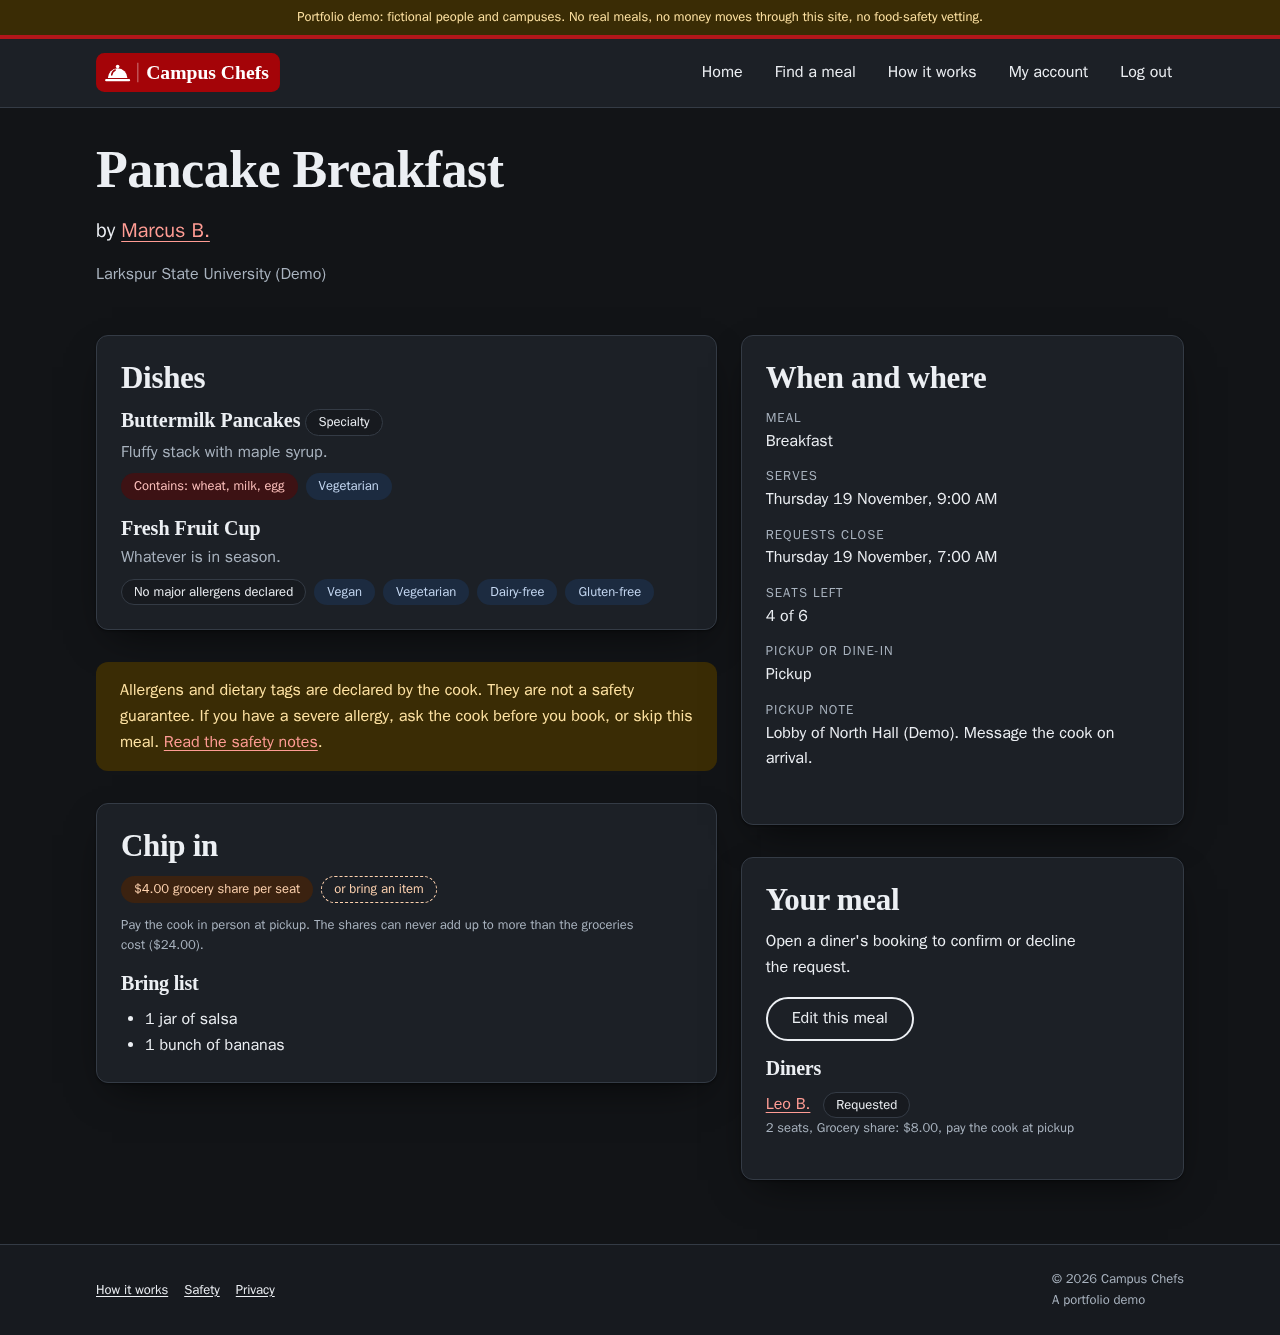 Portfolio demo: fictional people and campuses. No real meals, no money moves through this site, no food-safety vetting.
Campus Chefs
Home
Find a meal
How it works
My account
Log out
Pancake Breakfast
by Marcus B.
Larkspur State University (Demo)
Dishes
Buttermilk Pancakes Specialty
Fluffy stack with maple syrup.
Contains: wheat, milk, egg
Vegetarian
Fresh Fruit Cup
Whatever is in season.
No major allergens declared
Vegan
Vegetarian
Dairy-free
Gluten-free
Allergens and dietary tags are declared by the cook. They are not a safety
guarantee. If you have a severe allergy, ask the cook before you book, or skip this
meal. Read the safety notes.
Chip in
$4.00 grocery share per seat
or bring an item
Pay the cook in person at pickup. The shares can never add up to more than the groceries
cost ($24.00).
Bring list
1 jar of salsa
1 bunch of bananas
When and where
MEAL
Breakfast
SERVES
Thursday 19 November, 9:00 AM
REQUESTS CLOSE
Thursday 19 November, 7:00 AM
SEATS LEFT
4 of 6
PICKUP OR DINE-IN
Pickup
PICKUP NOTE
Lobby of North Hall (Demo). Message the cook on
arrival.
Your meal
Open a diner's booking to confirm or decline
the request.
Edit this meal
Diners
Leo B. Requested
2 seats, Grocery share: $8.00, pay the cook at pickup
How it works
Safety
Privacy
© 2026 Campus Chefs
A portfolio demo